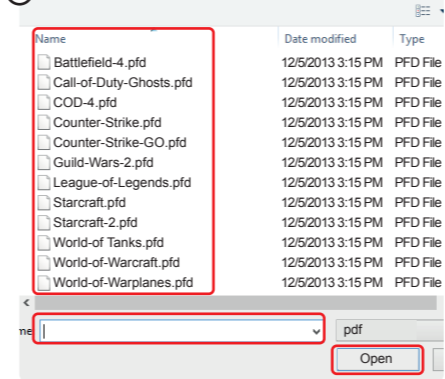 Name Date modified Type
Battlefield-4.pfd 12/5/2013 3:15 PM PFD File
Call-of-Duty-Ghosts.pfd 12/5/2013 3:15 PM PFD File
COD-4.pfd 12/5/2013 3:15 PM PFD File
Counter-Strike.pfd 12/5/2013 3:15 PM PFD File
Counter-Strike-GO.pfd 12/5/2013 3:15 PM PFD File
Guild-Wars-2.pfd 12/5/2013 3:15 PM PFD File
League-of-Legends.pfd 12/5/2013 3:15 PM PFD File
Starcraft.pfd 12/5/2013 3:15 PM PFD File
Starcraft-2.pfd 12/5/2013 3:15 PM PFD File
World-of Tanks.pfd 12/5/2013 3:15 PM PFD File
World-of-Warcraft.pfd 12/5/2013 3:15 PM PFD File
World-of-Warplanes.pfd 12/5/2013 3:15 PM PFD File
me pdf
Open